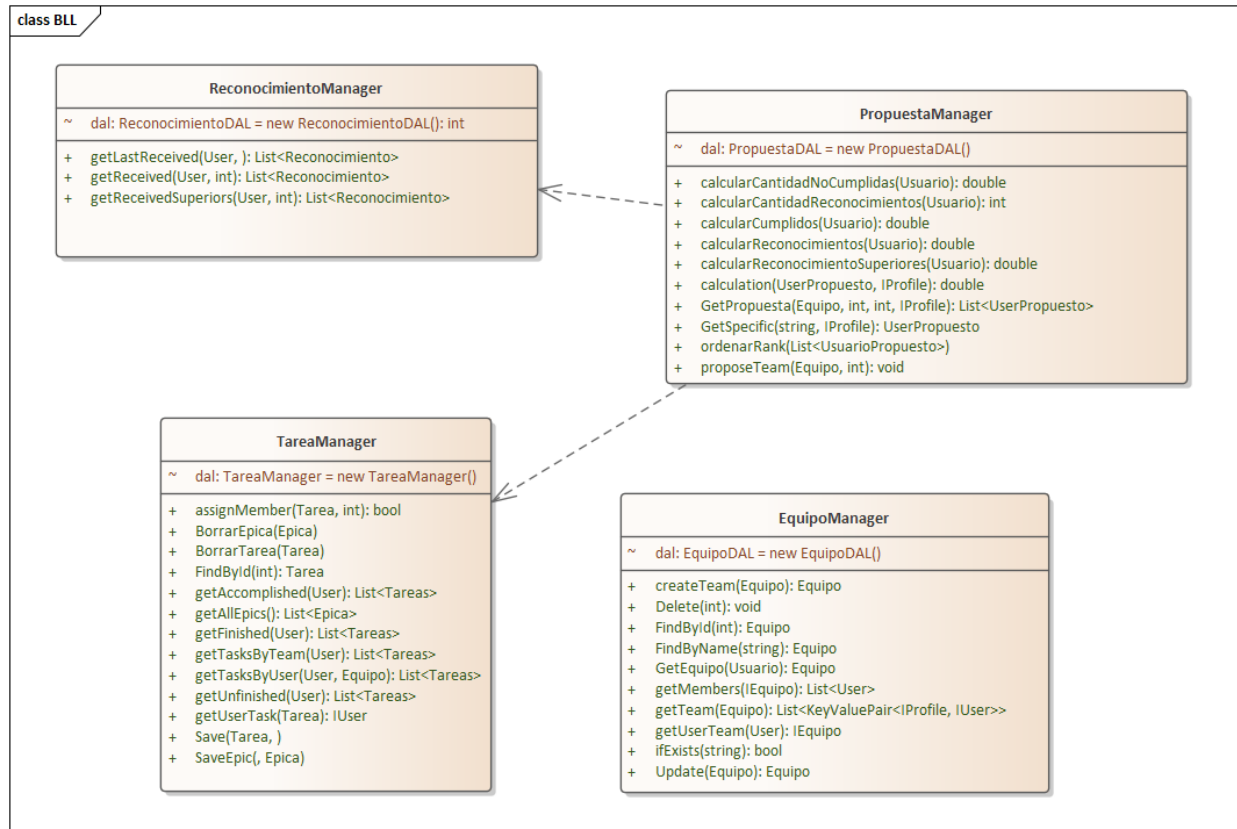 class BLL
ReconocimientoManager
~ dal: ReconocimientoDAL = new ReconocimientoDAL(): int
+ getLastReceived(User, ): List<Reconocimiento>
+ getReceived(User, int): List<Reconocimiento>
+ getReceivedSuperiors(User, int): List<Reconocimiento>
PropuestaManager
~ dal: PropuestaDAL = new PropuestaDAL()
+ calcularCantidadNoCumplidas(Usuario): double
+ calcularCantidadReconocimientos(Usuario): int
+ calcularCumplidos(Usuario): double
+ calcularReconocimientos(Usuario): double
+ calcularReconocimientoSuperiores(Usuario): double
+ calculation(UserPropuesto, IProfile): double
+ GetPropuesta(Equipo, int, int, IProfile): List<UserPropuesto>
+ GetSpecific(string, IProfile): UserPropuesto
+ ordenarRank(List<UsuarioPropuesto>)
+ proposeTeam(Equipo, int): void
TareaManager
~ dal: TareaManager = new TareaManager()
+ assignMember(Tarea, int): bool
+ BorrarEpica(Epica)
+ BorrarTarea(Tarea)
+ FindById(int): Tarea
+ getAccomplished(User): List<Tareas>
+ getAllEpics(): List<Epica>
+ getFinished(User): List<Tareas>
+ getTasksByTeam(User): List<Tareas>
+ getTasksByUser(User, Equipo): List<Tareas>
+ getUnfinished(User): List<Tareas>
+ getUserTask(Tarea): IUser
+ Save(Tarea, )
+ SaveEpic(, Epica)
EquipoManager
~ dal: EquipoDAL = new EquipoDAL()
+ createTeam(Equipo): Equipo
+ Delete(int): void
+ FindById(int): Equipo
+ FindByName(string): Equipo
+ GetEquipo(Usuario): Equipo
+ getMembers(IEquipo): List<User>
+ getTeam(Equipo): List<KeyValuePair<IProfile, IUser>>
+ getUserTeam(User): IEquipo
+ ifExists(string): bool
+ Update(Equipo): Equipo